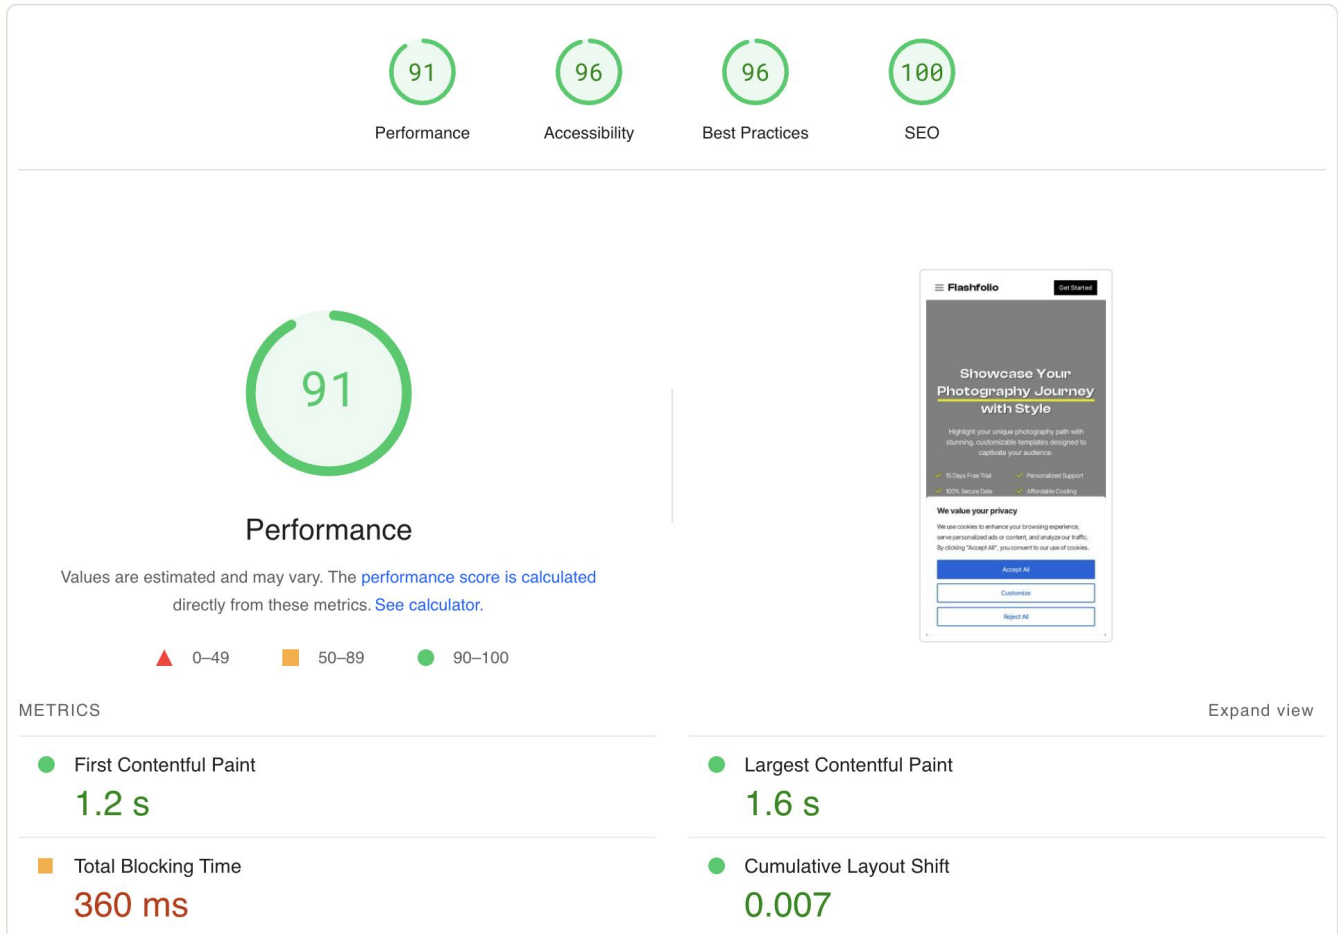 91
96
96
100
Performance
Accessibility
Best Practices
SEO
91
Performance
Values are estimated and may vary. The performance score is calculated
directly from these metrics. See calculator.
0–49
50–89
90–100
Flashfolio
Get Started
Showcase Your
Photography Journey
with Style
Highlight your unique photography path with
stunning, customizable templates designed to
captivate your audience.
15 Days Free Trial
Personalized Support
100% Secure Data
Affordable Costing
We value your privacy
We use cookies to enhance your browsing experience,
serve personalized ads or content, and analyze our traffic.
By clicking "Accept All", you consent to our use of cookies.
Accept All
Customize
Reject All
METRICS
Expand view
First Contentful Paint
1.2 s
Largest Contentful Paint
1.6 s
Total Blocking Time
360 ms
Cumulative Layout Shift
0.007